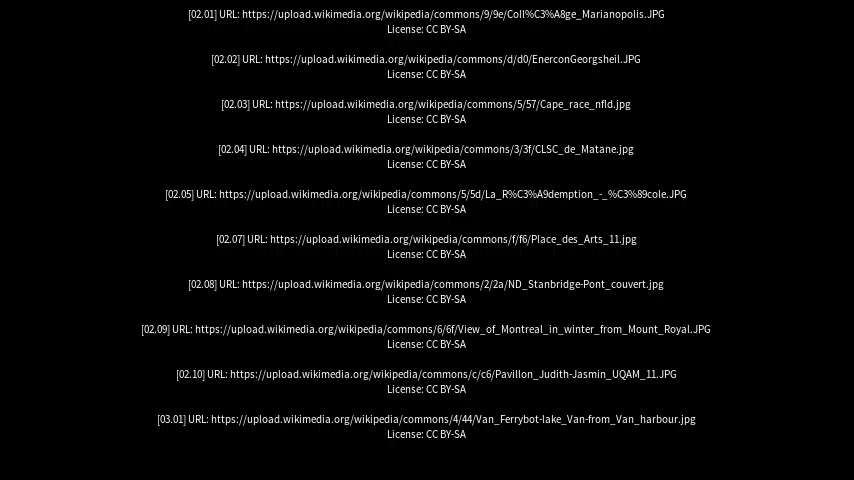 [02.01] URL: https://upload.wikimedia.org/wikipedia/commons/9/9e/Coll%C3%A8ge_Marianopolis.JPG
License: CC BY-SA
[02.02] URL: https://upload.wikimedia.org/wikipedia/commons/d/d0/EnerconGeorgsheil.JPG
License: CC BY-SA
[02.03] URL: https://upload.wikimedia.org/wikipedia/commons/5/57/Cape_race_nfld.jpg
License: CC BY-SA
[02.04] URL: https://upload.wikimedia.org/wikipedia/commons/3/3f/CLSC_de_Matane.jpg
License: CC BY-SA
[02.05] URL: https://upload.wikimedia.org/wikipedia/commons/5/5d/La_R%C3%A9demption_-_%C3%89cole.JPG
License: CC BY-SA
[02.07] URL: https://upload.wikimedia.org/wikipedia/commons/f/f6/Place_des_Arts_11.jpg
License: CC BY-SA
[02.08] URL: https://upload.wikimedia.org/wikipedia/commons/2/2a/ND_Stanbridge-Pont_couvert.jpg
License: CC BY-SA
[02.09] URL: https://upload.wikimedia.org/wikipedia/commons/6/6f/View_of_Montreal_in_winter_from_Mount_Royal.JPG
License: CC BY-SA
[02.10] URL: https://upload.wikimedia.org/wikipedia/commons/c/c6/Pavillon_Judith-Jasmin_UQAM_11.JPG
License: CC BY-SA
[03.01] URL: https://upload.wikimedia.org/wikipedia/commons/4/44/Van_Ferrybot-lake_Van-from_Van_harbour.jpg
License: CC BY-SA